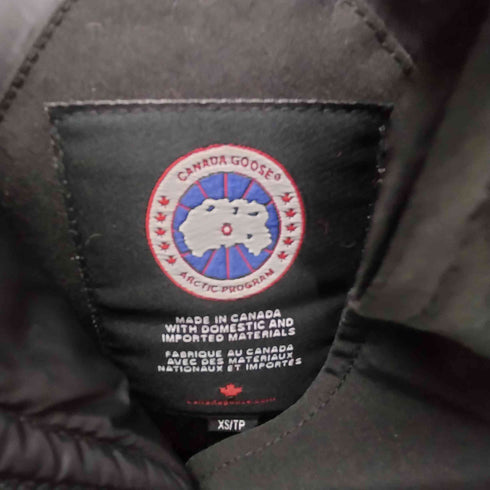 CANADA GOOSE®
ARCTIC PROGRAM
MADE IN CANADA
WITH DOMESTIC AND
IMPORTED MATERIALS
FABRIQUE AU CANADA
AVEC DES MATERIAUX
NATIONAUX ET IMPORTÉS
XS/TP